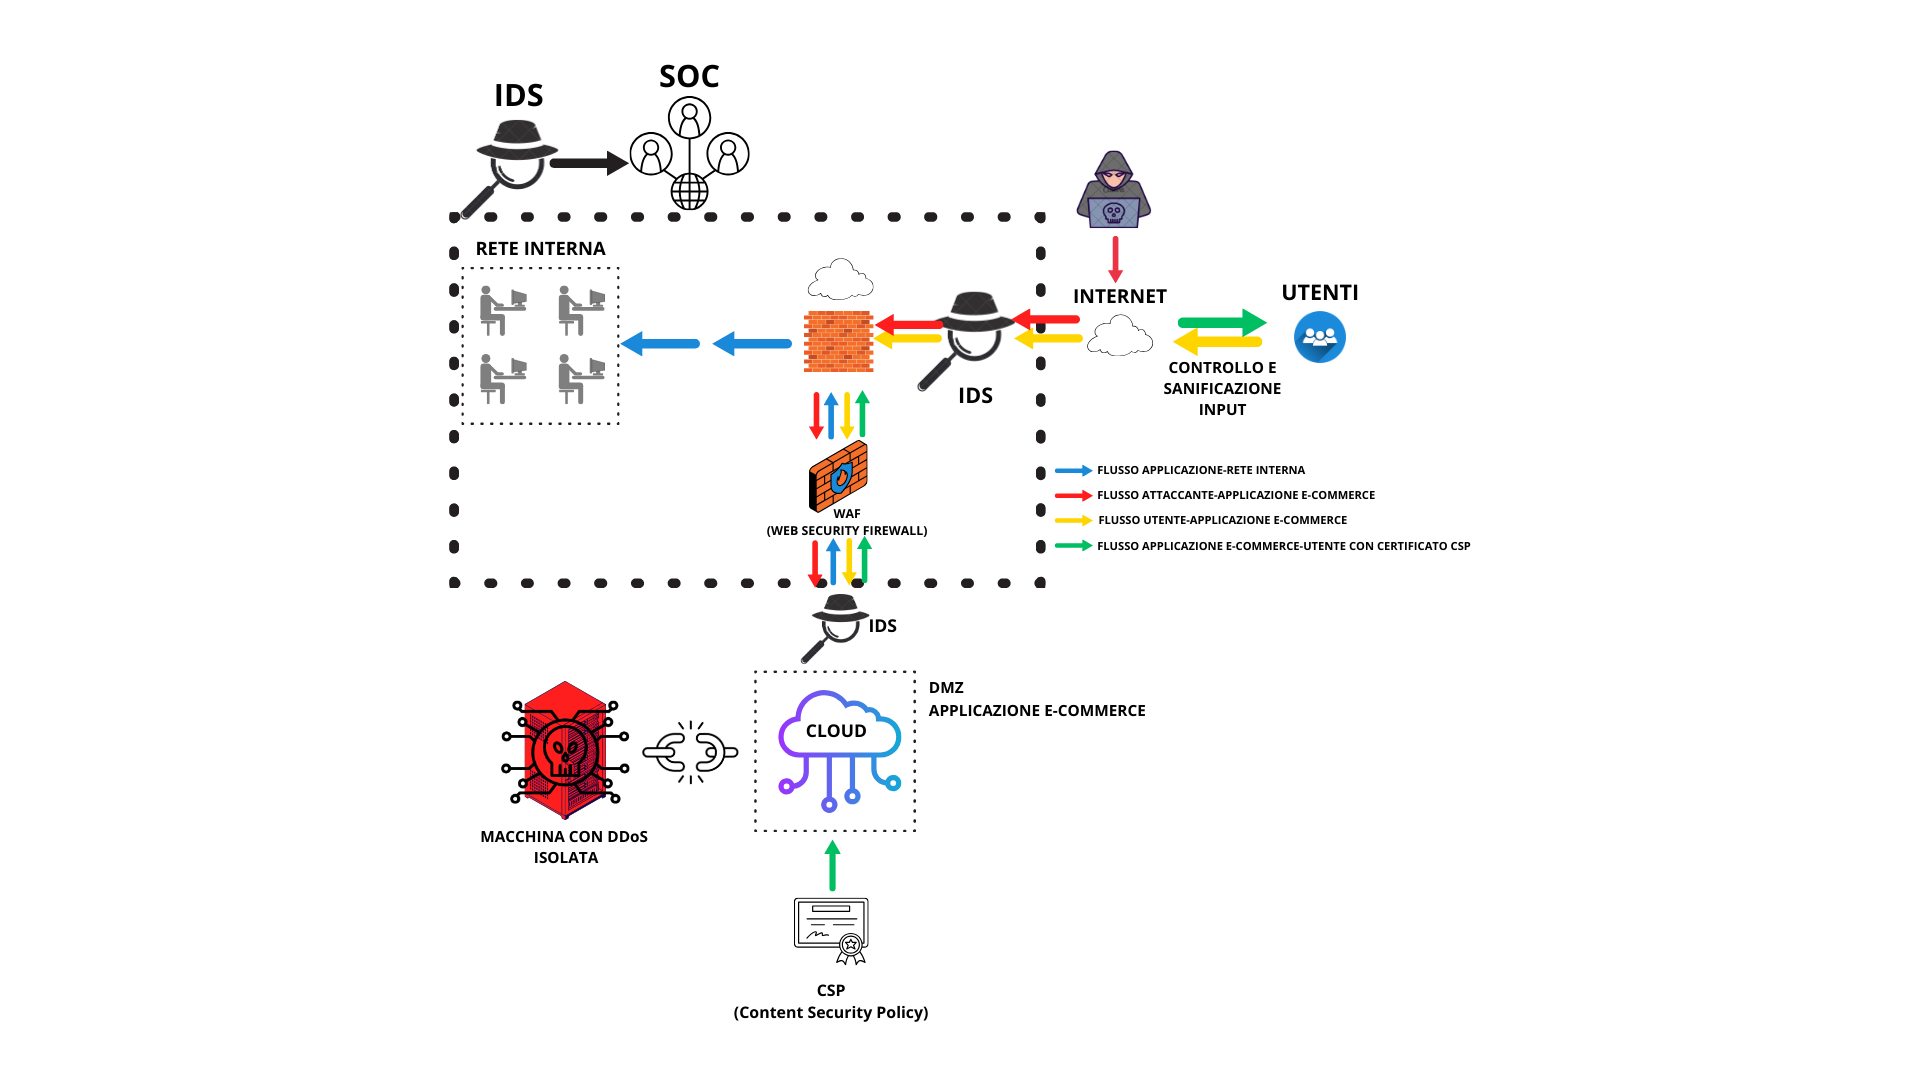 SOC
IDS
RETE INTERNA
INTERNET
UTENTI
CONTROLLO E
SANIFICAZIONE
INPUT
IDS
FLUSSO APPLICAZIONE-RETE INTERNA
FLUSSO ATTACCANTE-APPLICAZIONE E-COMMERCE
FLUSSO UTENTE-APPLICAZIONE E-COMMERCE
FLUSSO APPLICAZIONE E-COMMERCE-UTENTE CON CERTIFICATO CSP
WAF
(WEB SECURITY FIREWALL)
IDS
DMZ
APPLICAZIONE E-COMMERCE
CLOUD
MACCHINA CON DDoS
ISOLATA
CSP
(Content Security Policy)